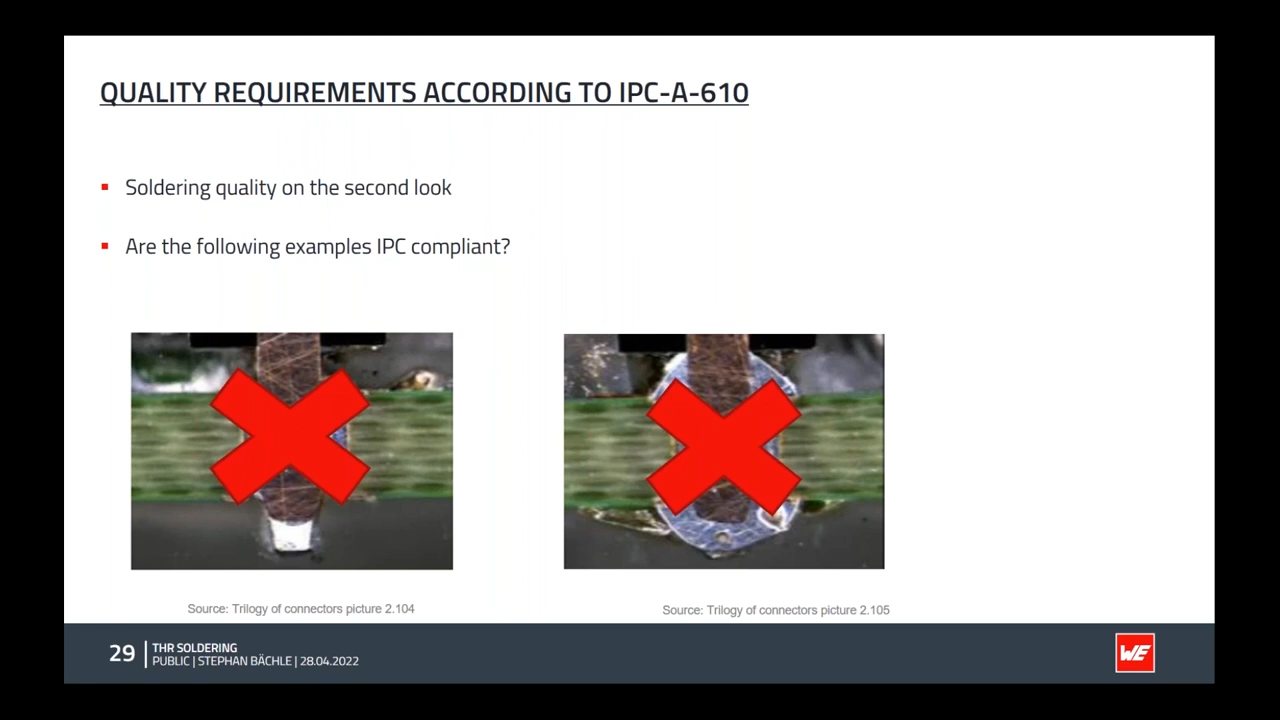 QUALITY REQUIREMENTS ACCORDING TO IPC-A-610
Soldering quality on the second look
Are the following examples IPC compliant?
Source: Trilogy of connectors picture 2.104
Source: Trilogy of connectors picture 2.105
29
THR SOLDERING
PUBLIC | STEPHAN BÄCHLE | 28.04.2022
WE